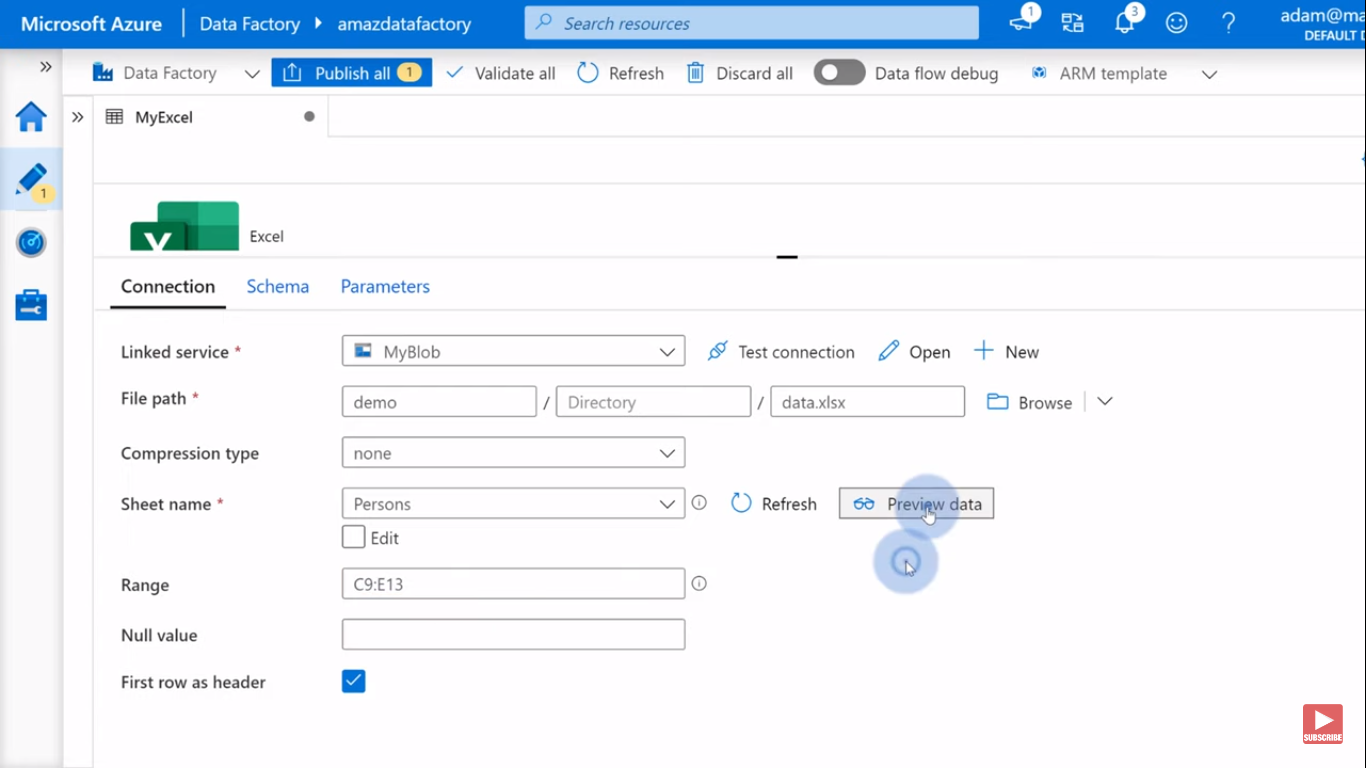 Microsoft Azure Data Factory amazdatafactory Search resources 1 3 adam@ma
DEFAULT D
Data Factory Publish all 1 Validate all Refresh Discard all Data flow debug ARM template
MyExcel
1
Excel
Connection Schema Parameters
Linked service * MyBlob Test connection Open New
File path * demo / Directory / data.xlsx Browse
Compression type none
Sheet name * Persons Refresh Preview data
Edit
Range C9:E13
Null value
First row as header
SUBSCRIBE